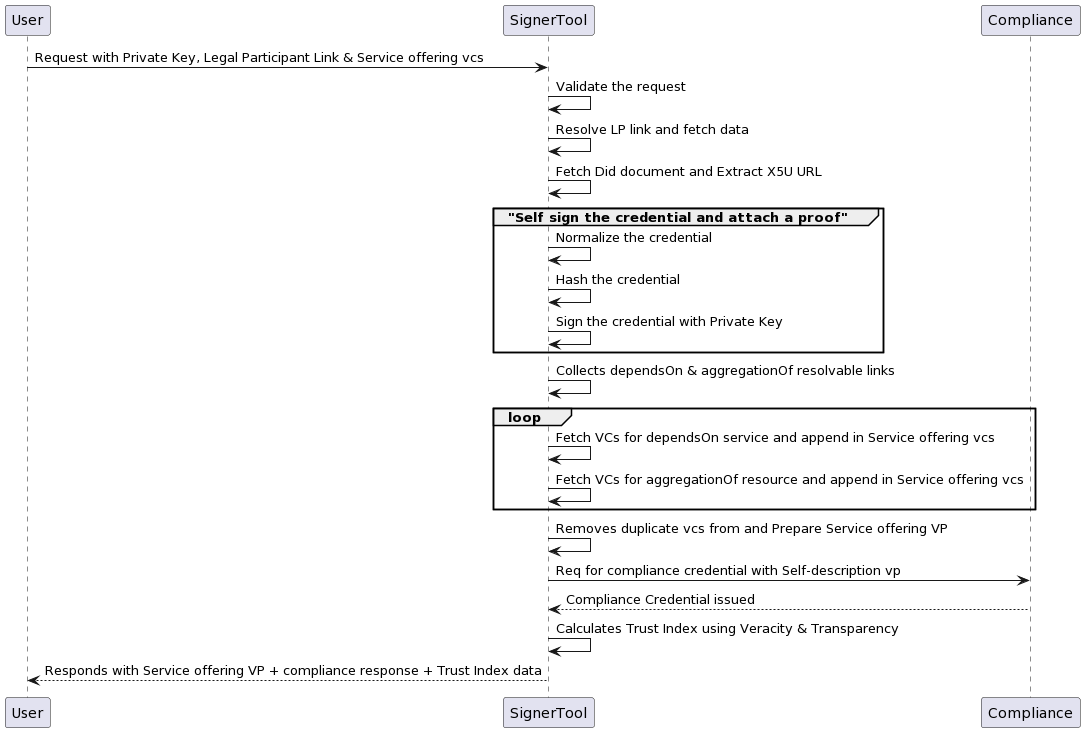 User
SignerTool
Compliance
Request with Private Key, Legal Participant Link & Service offering vcs
Validate the request
Resolve LP link and fetch data
Fetch Did document and Extract X5U URL
"Self sign the credential and attach a proof"
Normalize the credential
Hash the credential
Sign the credential with Private Key
Collects dependsOn & aggregationOf resolvable links
loop
Fetch VCs for dependsOn service and append in Service offering vcs
Fetch VCs for aggregationOf resource and append in Service offering vcs
Removes duplicate vcs from and Prepare Service offering VP
Req for compliance credential with Self-description vp
Compliance Credential issued
Calculates Trust Index using Veracity & Transparency
Responds with Service offering VP + compliance response + Trust Index data
User
SignerTool
Compliance